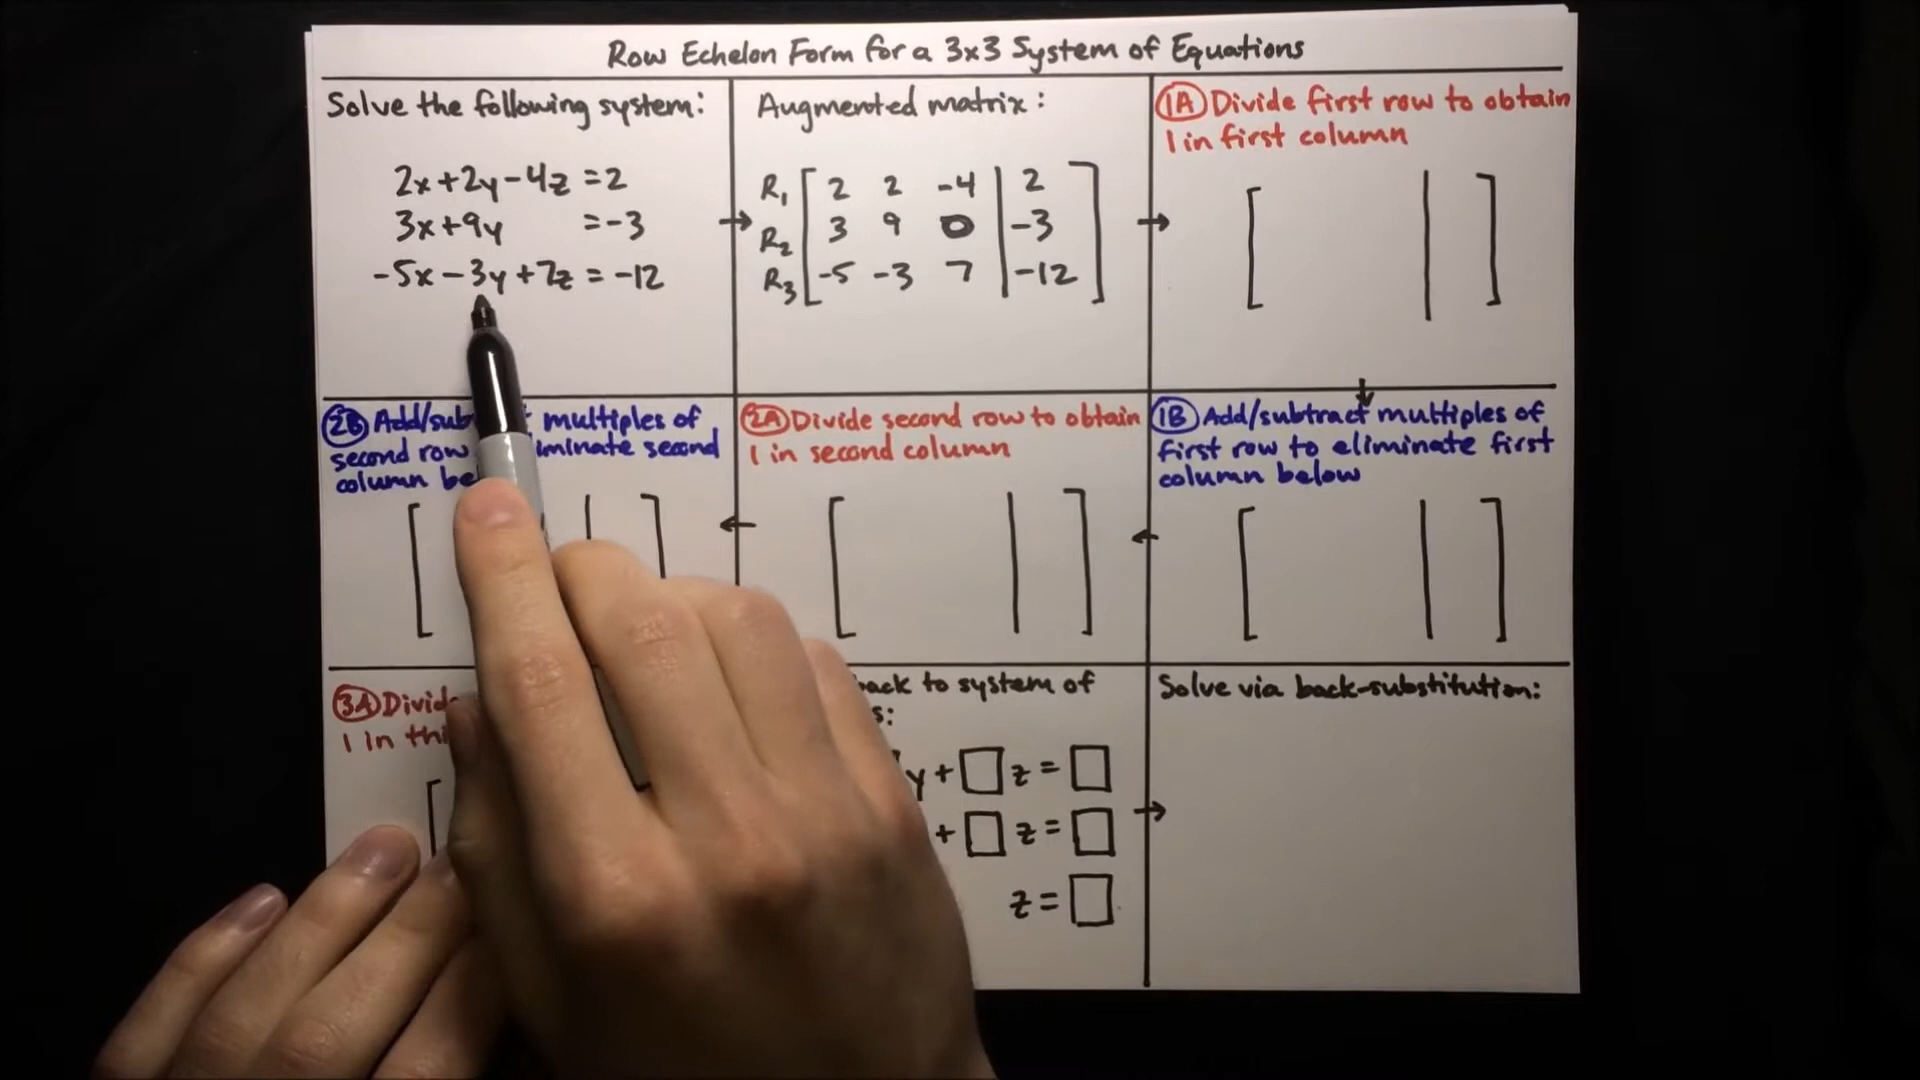 Row Echelon Form for a 3x3 System of Equations
Solve the following system:
2x+2y-4z=2
3x+9y =-3
-5x-3y+7z=-12
Augmented matrix:
R₁ [ 2 2 -4 | 2 ]
R₂ [ 3 9 0 | -3 ]
R₃ [ -5 -3 7 | -12 ]
1A Divide first row to obtain
1 in first column
2B multiples of
second row second
column
2A Divide second row to obtain
1 in second column
1B Add/subtract multiples of
first row to eliminate first
column below
3A
1 in
to system of
y+□z=□
+□z=□
z=□
Solve via back-substitution: